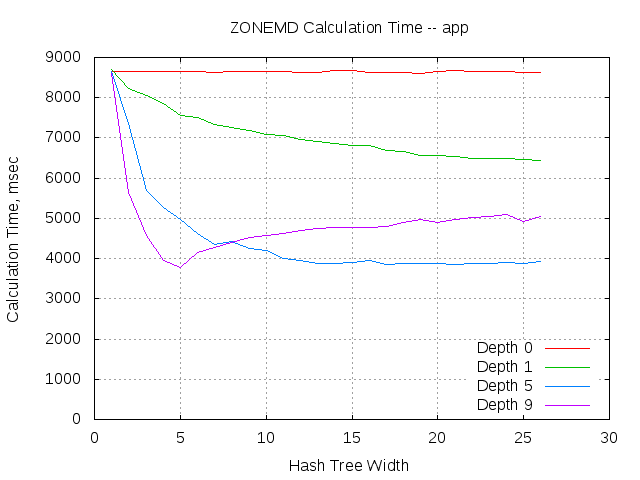 ZONEMD Calculation Time -- app
9000
8000
7000
6000
5000
4000
3000
2000
1000
0
Calculation Time, msec
Depth 0
Depth 1
Depth 5
Depth 9
0 5 10 15 20 25 30
Hash Tree Width